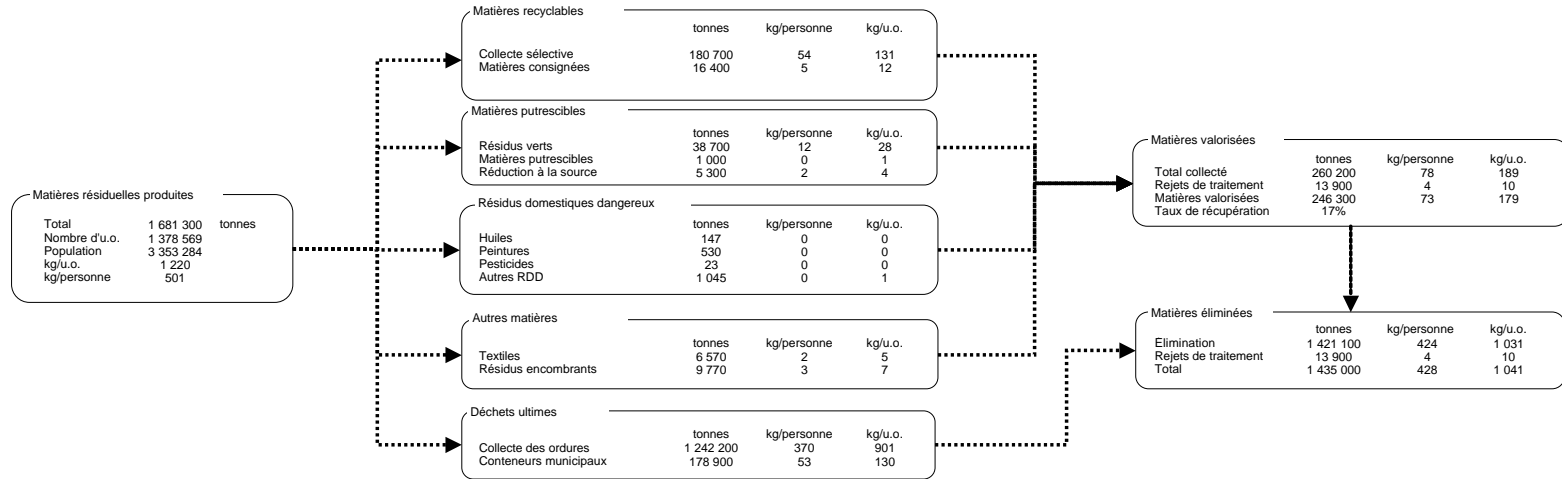 Matières résiduelles produites
Total 1 681 300 tonnes
Nombre d'u.o. 1 378 569
Population 3 353 284
kg/u.o. 1 220
kg/personne 501
Matières recyclables
tonnes kg/personne kg/u.o.
Collecte sélective 180 700 54 131
Matières consignées 16 400 5 12
Matières putrescibles
tonnes kg/personne kg/u.o.
Résidus verts 38 700 12 28
Matières putrescibles 1 000 0 1
Réduction à la source 5 300 2 4
Résidus domestiques dangereux
tonnes kg/personne kg/u.o.
Huiles 147 0 0
Peintures 530 0 0
Pesticides 23 0 0
Autres RDD 1 045 0 1
Autres matières
tonnes kg/personne kg/u.o.
Textiles 6 570 2 5
Résidus encombrants 9 770 3 7
Déchets ultimes
tonnes kg/personne kg/u.o.
Collecte des ordures 1 242 200 370 901
Conteneurs municipaux 178 900 53 130
Matières valorisées
tonnes kg/personne kg/u.o.
Total collecté 260 200 78 189
Rejets de traitement 13 900 4 10
Matières valorisées 246 300 73 179
Taux de récupération 17%
Matières éliminées
tonnes kg/personne kg/u.o.
Elimination 1 421 100 424 1 031
Rejets de traitement 13 900 4 10
Total 1 435 000 428 1 041